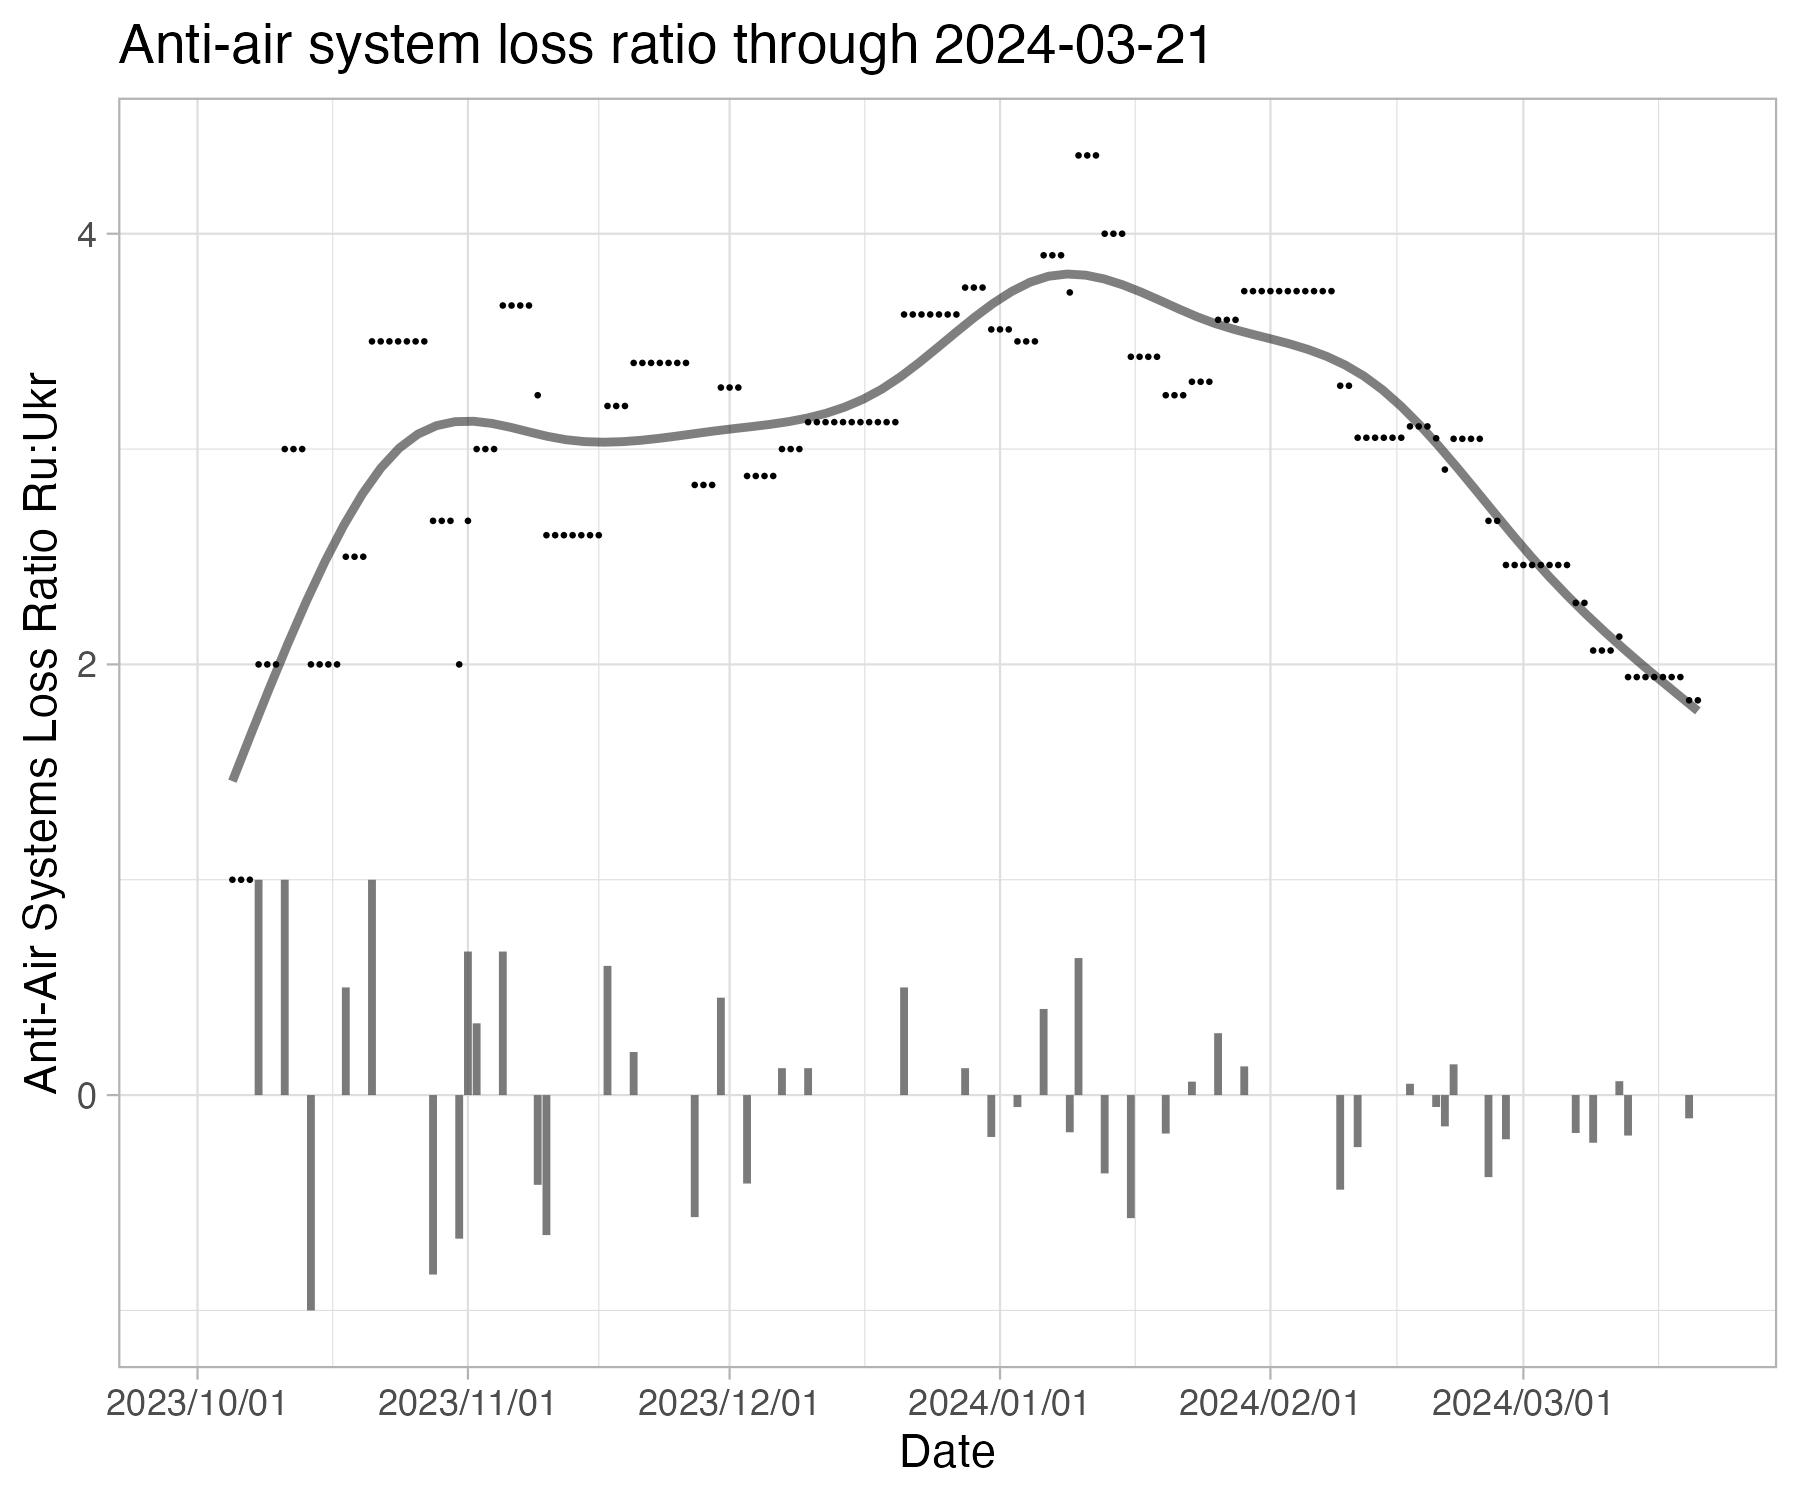 Anti-air system loss ratio through 2024-03-21
Anti-Air Systems Loss Ratio Ru:Ukr
4
2
0
2023/10/01 2023/11/01 2023/12/01 2024/01/01 2024/02/01 2024/03/01
Date